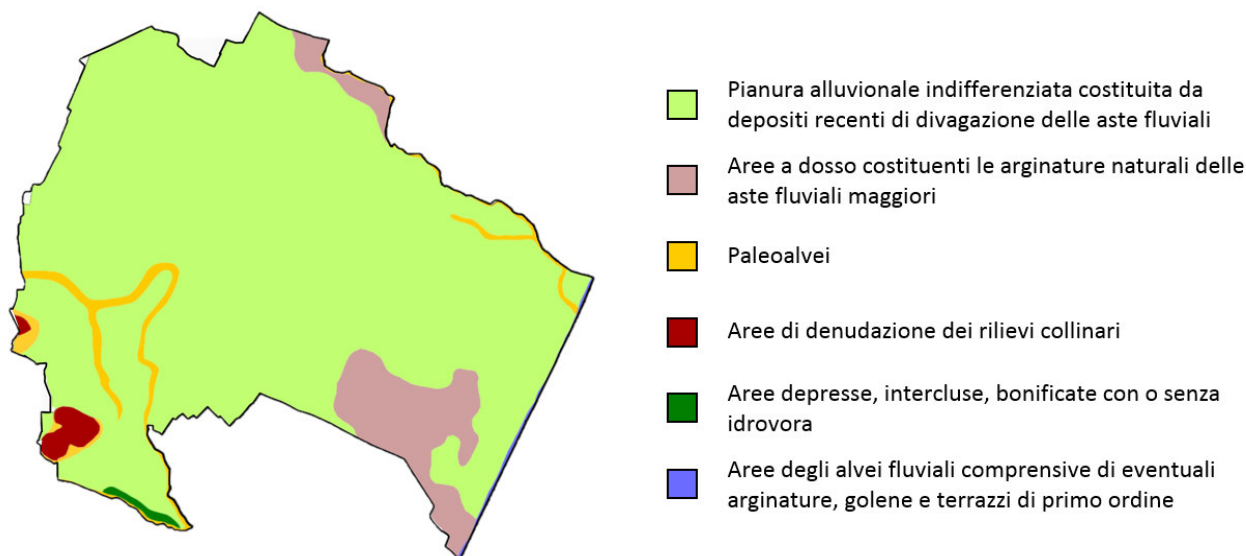 Pianura alluvionale indifferenziata costituita da
depositi recenti di divagazione delle aste fluviali
Aree a dosso costituenti le arginature naturali delle
aste fluviali maggiori
Paleoalvei
Aree di denudazione dei rilievi collinari
Aree depresse, intercluse, bonificate con o senza
idrovora
Aree degli alvei fluviali comprensive di eventuali
arginature, golene e terrazzi di primo ordine